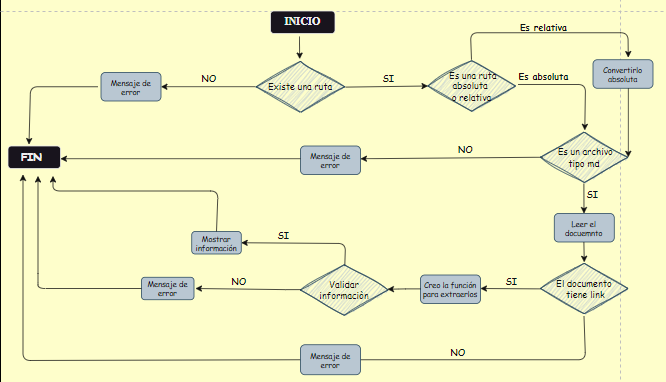 INICIO
Es relativa
Existe una ruta
NO
Mensaje de
error
SI
Es una ruta
absoluta
o relativa
Es absoluta
Convertirlo
absoluta
FIN
Mensaje de
error
NO
Es un archivo
tipo md
SI
Leer el
docuemnto
Mostrar
información
SI
Mensaje de
error
NO
Validar
informaciòn
Creo la función
para extraerlos
SI
El documento
tiene link
Mensaje de
error
NO